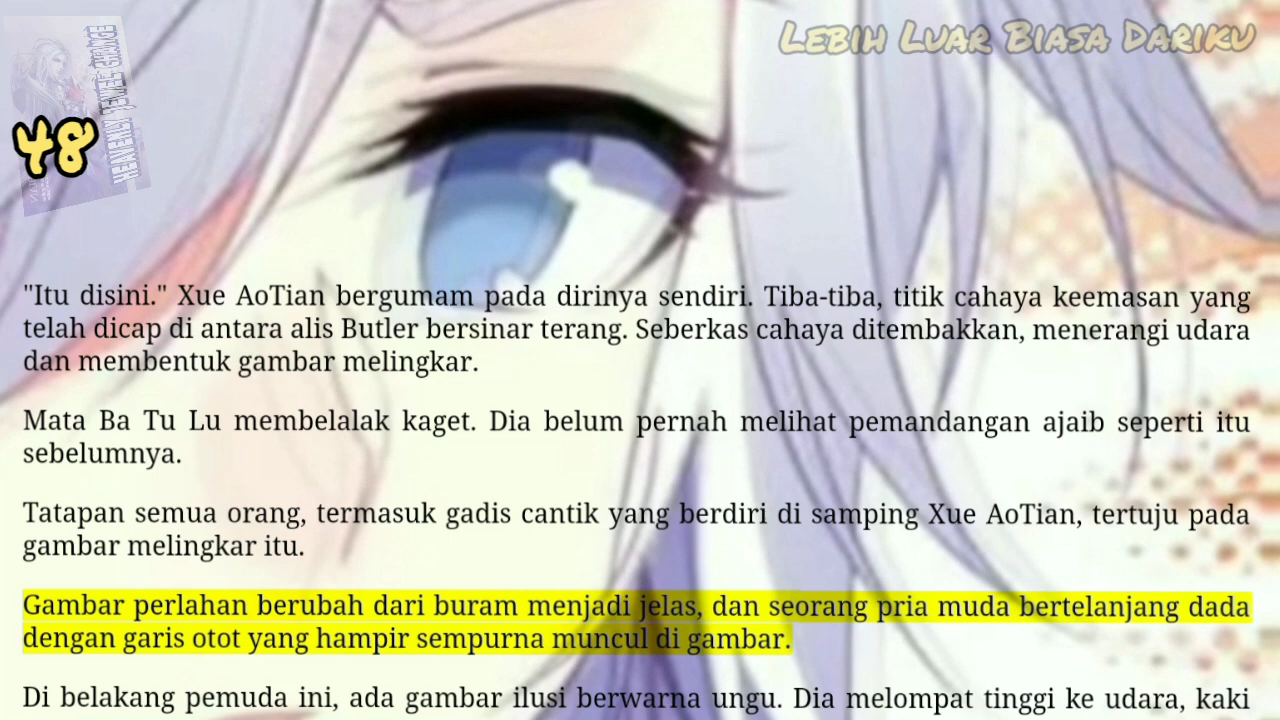 Lebih Luar Biasa Dariku
HEAVENLY JEWEL CHANGE
48
"Itu disini." Xue AoTian bergumam pada dirinya sendiri. Tiba-tiba, titik cahaya keemasan yang
telah dicap di antara alis Butler bersinar terang. Seberkas cahaya ditembakkan, menerangi udara
dan membentuk gambar melingkar.
Mata Ba Tu Lu membelalak kaget. Dia belum pernah melihat pemandangan ajaib seperti itu
sebelumnya.
Tatapan semua orang, termasuk gadis cantik yang berdiri di samping Xue AoTian, tertuju pada
gambar melingkar itu.
Gambar perlahan berubah dari buram menjadi jelas, dan seorang pria muda bertelanjang dada
dengan garis otot yang hampir sempurna muncul di gambar.
Di belakang pemuda ini, ada gambar ilusi berwarna ungu. Dia melompat tinggi ke udara, kaki